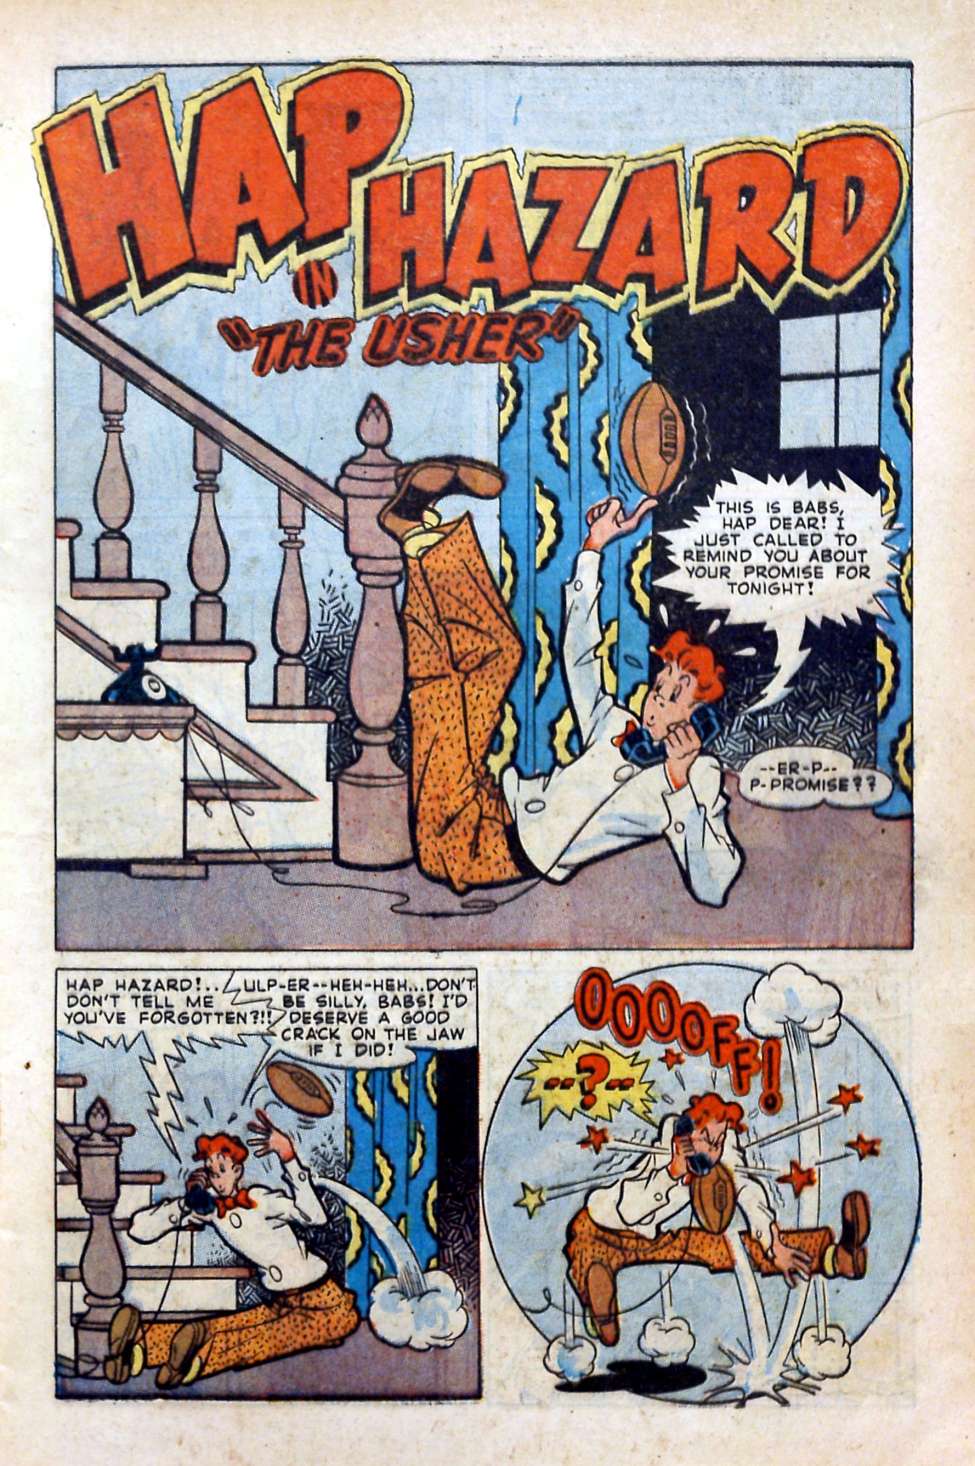 HAP
HAZARD
IN
"THE USHER"
THIS IS BABS,
HAP DEAR! I
JUST CALLED TO
REMIND YOU ABOUT
YOUR PROMISE FOR
TONIGHT!
--ER-P--
P-PROMISE??
HAP HAZARD!..
DON'T TELL ME
YOU'VE FORGOTTEN?!!
ULP-ER--HEH-HEH...DON'T
BE SILLY, BABS! I'D
DESERVE A GOOD
CRACK ON THE JAW
IF I DID!
OOOOFF!
--?--